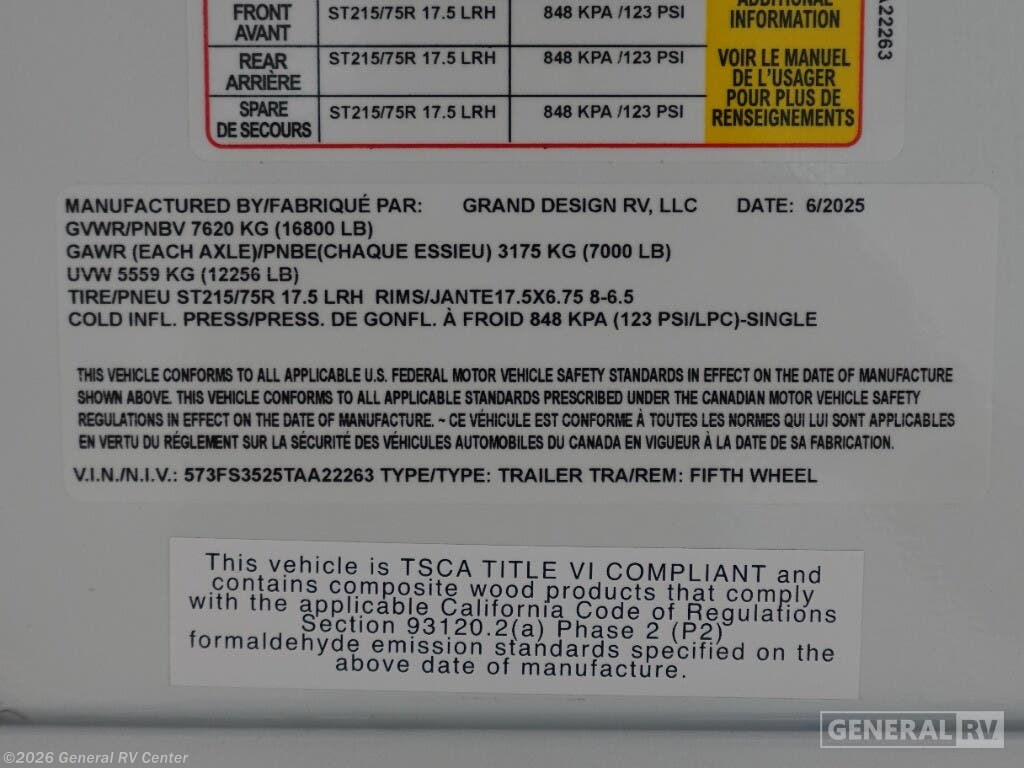 ADDITIONAL
FRONT ST215/75R 17.5 LRH 848 KPA /123 PSI INFORMATION
AVANT
REAR ST215/75R 17.5 LRH 848 KPA /123 PSI VOIR LE MANUEL
ARRIÈRE DE L'USAGER
SPARE ST215/75R 17.5 LRH 848 KPA /123 PSI POUR PLUS DE
DE SECOURS RENSEIGNEMENTS
A22263
MANUFACTURED BY/FABRIQUÉ PAR: GRAND DESIGN RV, LLC DATE: 6/2025
GVWR/PNBV 7620 KG (16800 LB)
GAWR (EACH AXLE)/PNBE(CHAQUE ESSIEU) 3175 KG (7000 LB)
UVW 5559 KG (12256 LB)
TIRE/PNEU ST215/75R 17.5 LRH RIMS/JANTE17.5X6.75 8-6.5
COLD INFL. PRESS/PRESS. DE GONFL. À FROID 848 KPA (123 PSI/LPC)-SINGLE
THIS VEHICLE CONFORMS TO ALL APPLICABLE U.S. FEDERAL MOTOR VEHICLE SAFETY STANDARDS IN EFFECT ON THE DATE OF MANUFACTURE
SHOWN ABOVE. THIS VEHICLE CONFORMS TO ALL APPLICABLE STANDARDS PRESCRIBED UNDER THE CANADIAN MOTOR VEHICLE SAFETY
REGULATIONS IN EFFECT ON THE DATE OF MANUFACTURE. ~ CE VÉHICULE EST CONFORME À TOUTES LES NORMES QUI LUI SONT APPLICABLES
EN VERTU DU RÉGLEMENT SUR LA SÉCURITÉ DES VÉHICULES AUTOMOBILES DU CANADA EN VIGUEUR À LA DATE DE SA FABRICATION.
V.I.N./N.I.V.: 573FS3525TAA22263 TYPE/TYPE: TRAILER TRA/REM: FIFTH WHEEL
This vehicle is TSCA TITLE VI COMPLIANT and
contains composite wood products that comply
with the applicable California Code of Regulations
Section 93120.2(a) Phase 2 (P2)
formaldehyde emission standards specified on the
above date of manufacture.
GENERAL RV
©2026 General RV Center